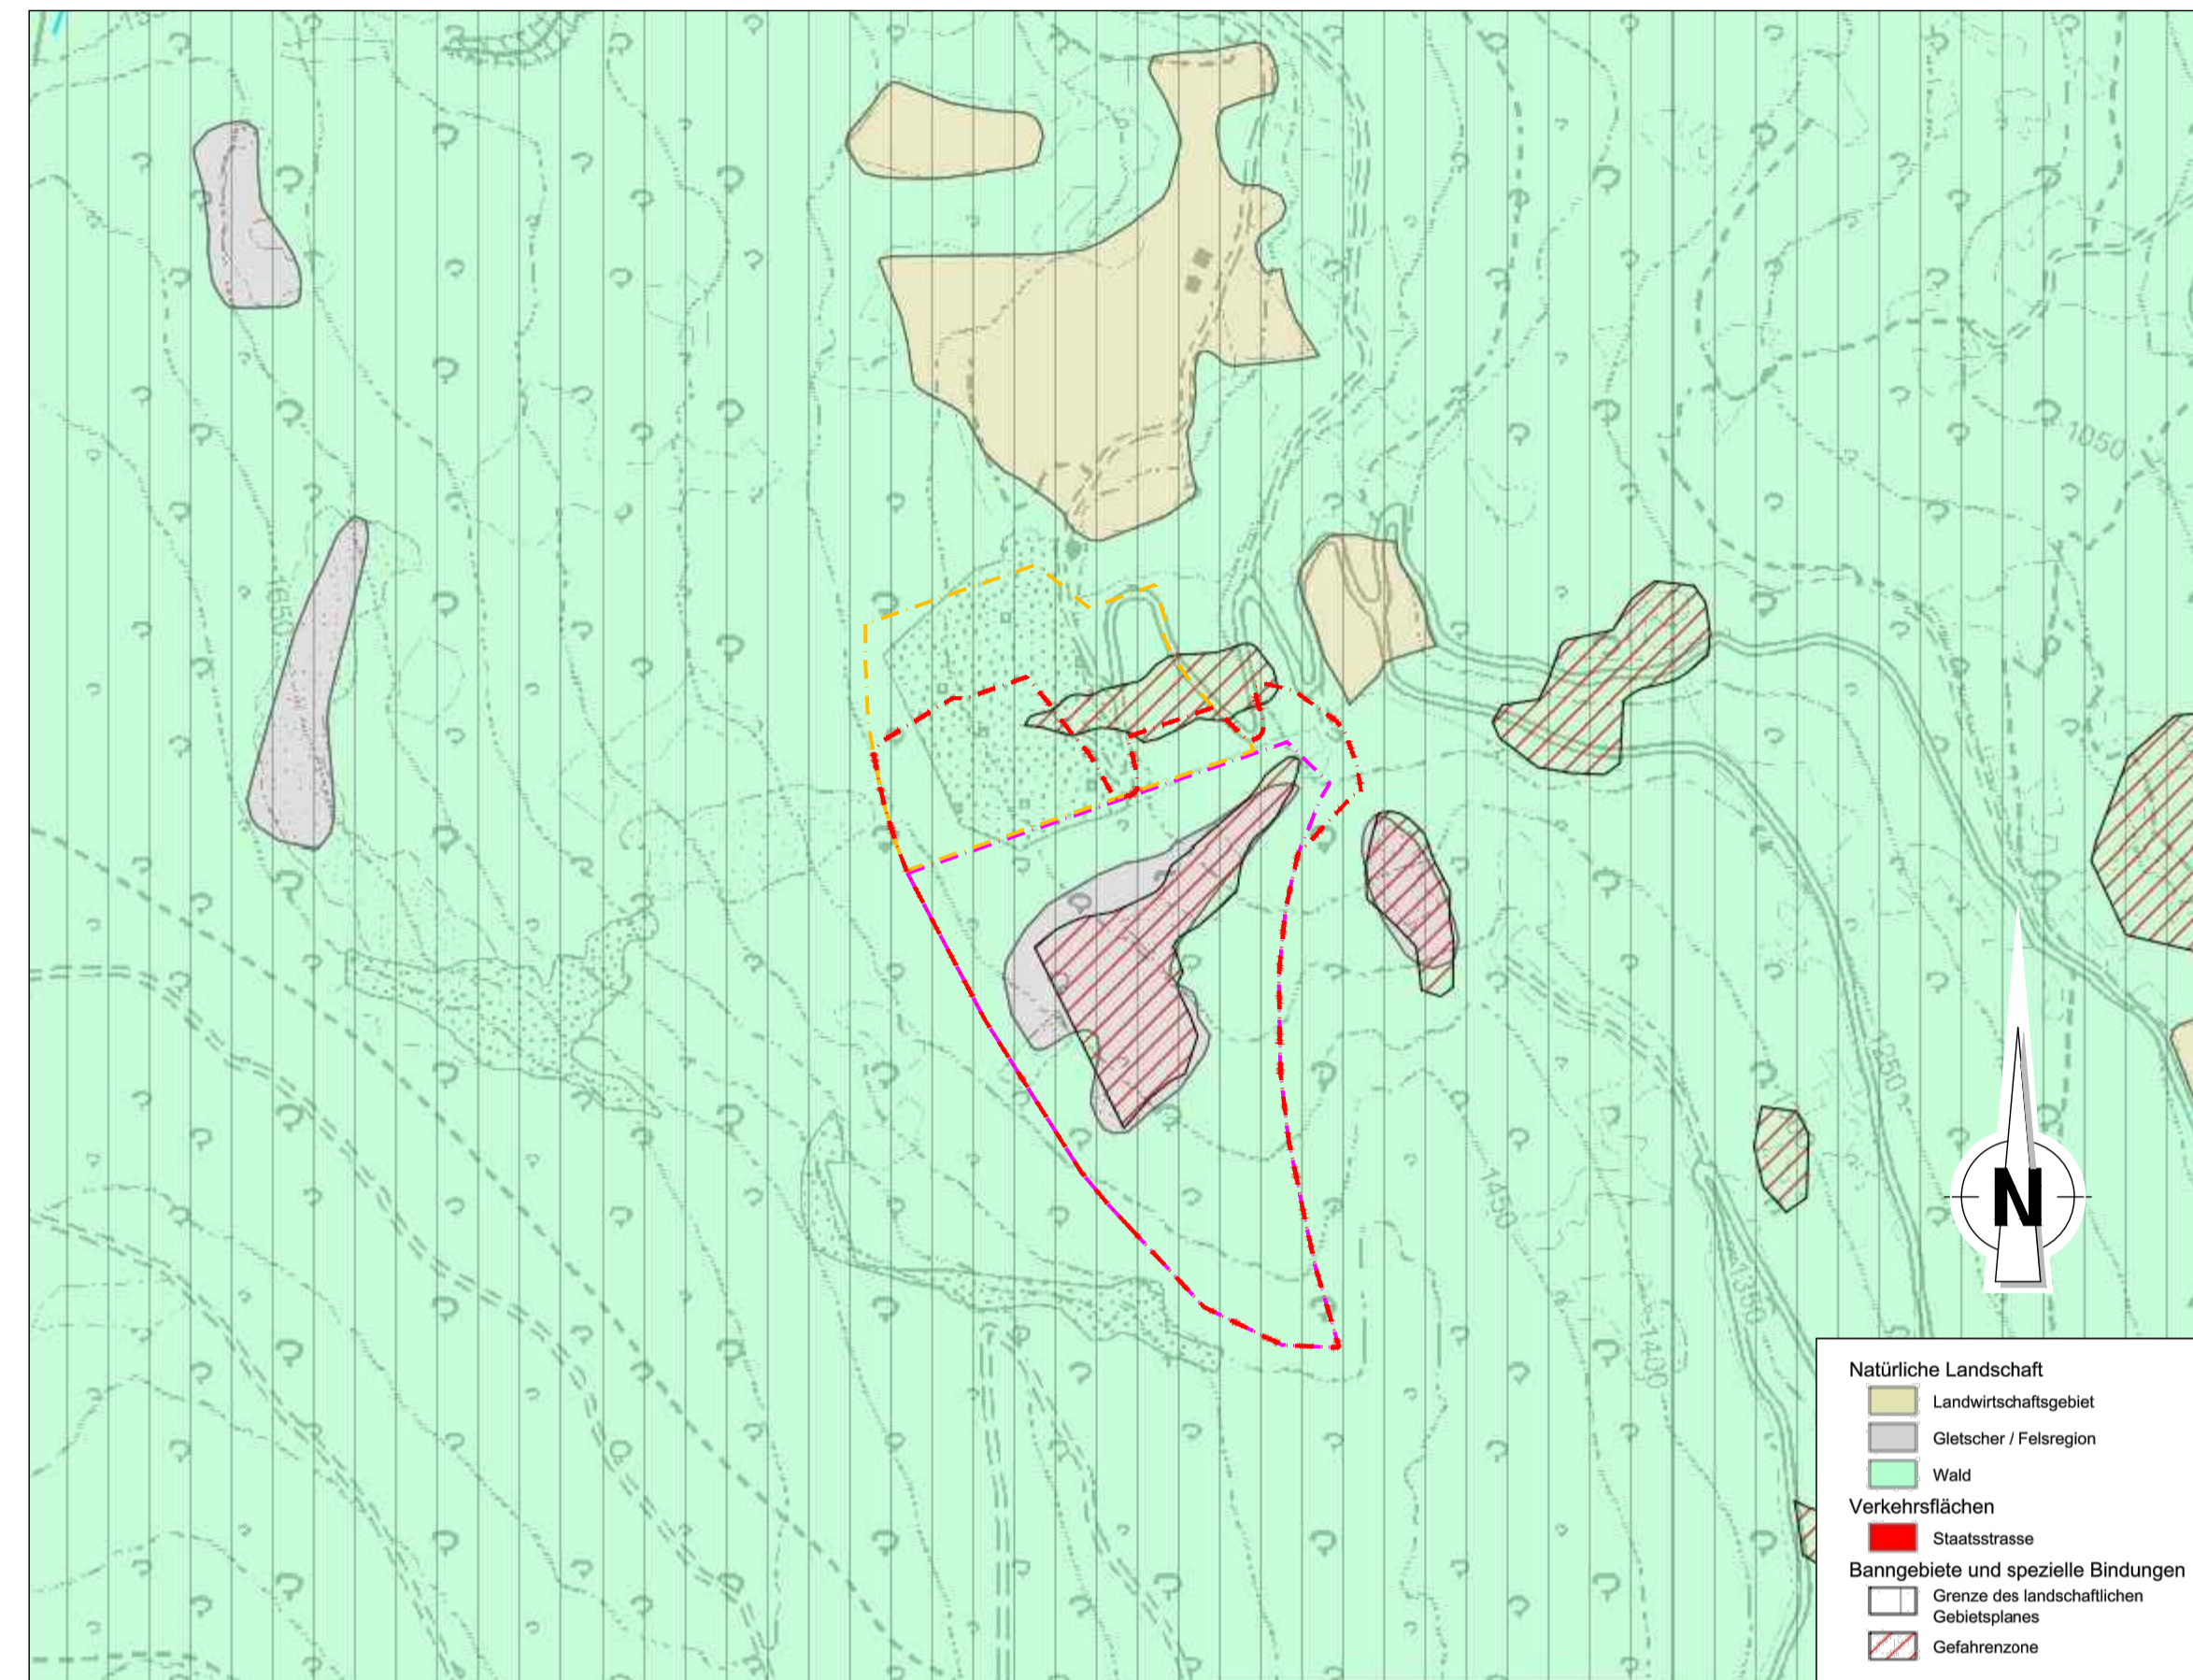 1050
1650
1250
N
1450
1350
1400
Natürliche Landschaft
Landwirtschaftsgebiet
Gletscher / Felsregion
Wald
Verkehrsflächen
Staatsstrasse
Banngebiete und spezielle Bindungen
Grenze des landschaftlichen
Gebietsplanes
Gefahrenzone